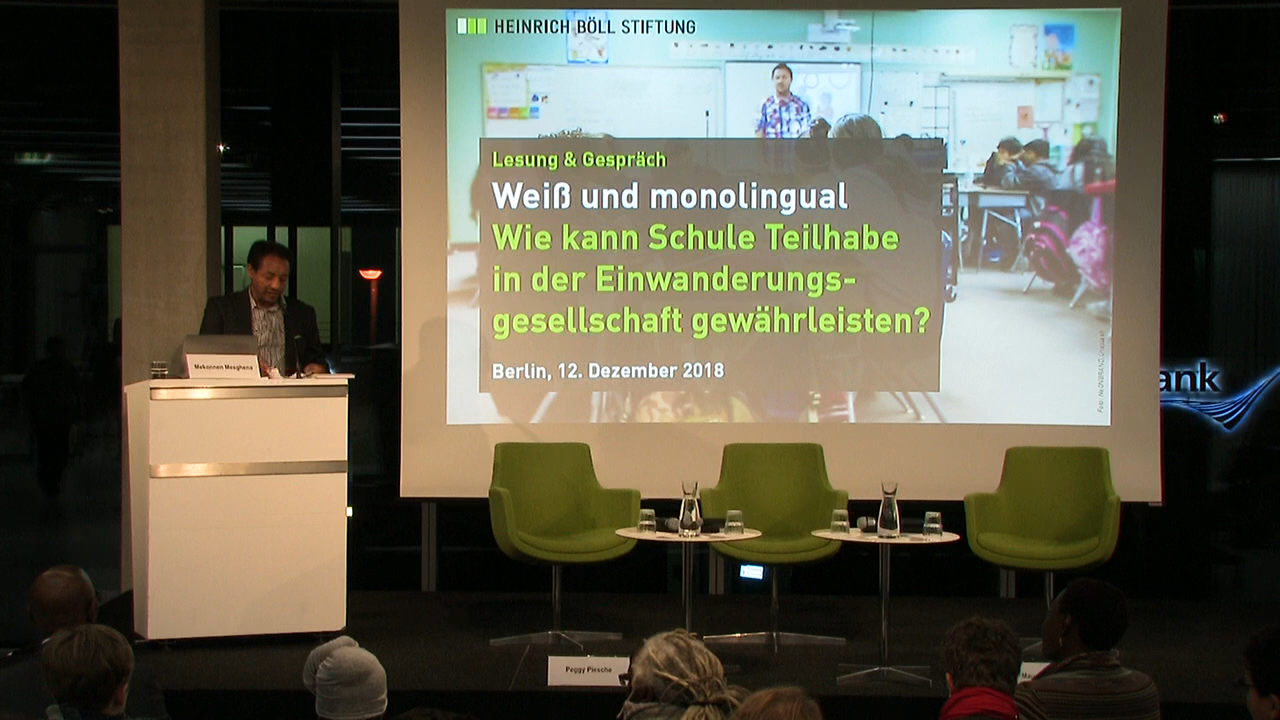 HEINRICH BÖLL STIFTUNG
Lesung & Gespräch
Weiß und monolingual
Wie kann Schule Teilhabe
in der Einwanderungs-
gesellschaft gewährleisten?
Berlin, 12. Dezember 2018
Mekonnen Mesghena
ank
Peggy Piesche